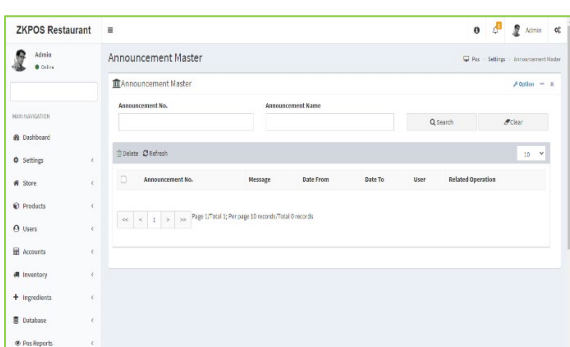 ZKPOS Restaurant
Admin
Admin
Online
Announcement Master
Pos Settings Announcement Master
Announcement Master
Option
Announcement No. Announcement Name
Search Clear
MAIN NAVIGATION
Dashboard
Settings
Store
Products
Users
Accounts
Inventory
Ingredients
Database
Pos Reports
Delete Refresh
10
Announcement No. Message Date From Date To User Related Operation
<< < 1 > >> Page 1/Total 1; Per page 10 records/Total 0 records